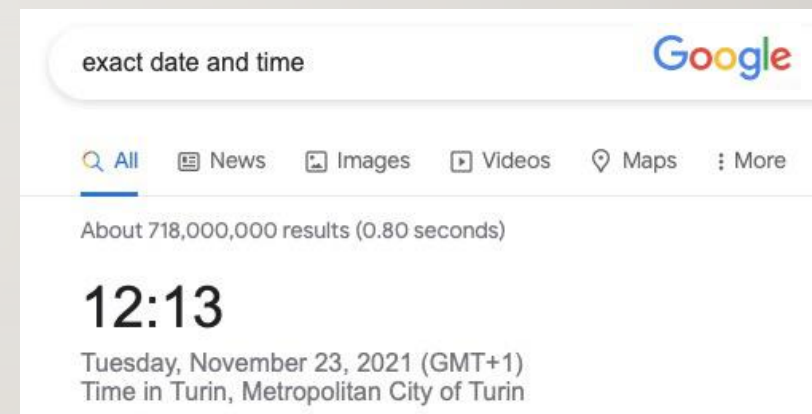 exact date and time Google
All News Images Videos Maps More
About 718,000,000 results (0.80 seconds)
12:13
Tuesday, November 23, 2021 (GMT+1)
Time in Turin, Metropolitan City of Turin